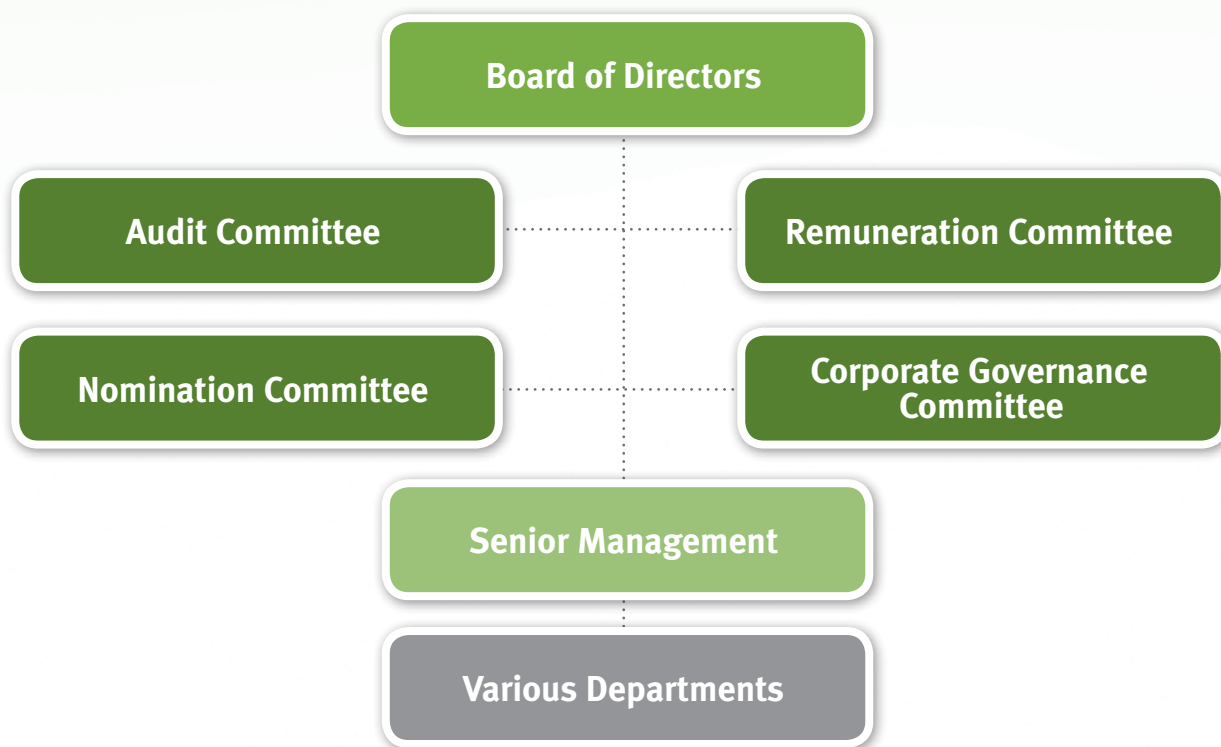 Board of Directors
Audit Committee
Remuneration Committee
Nomination Committee
Corporate Governance
Committee
Senior Management
Various Departments